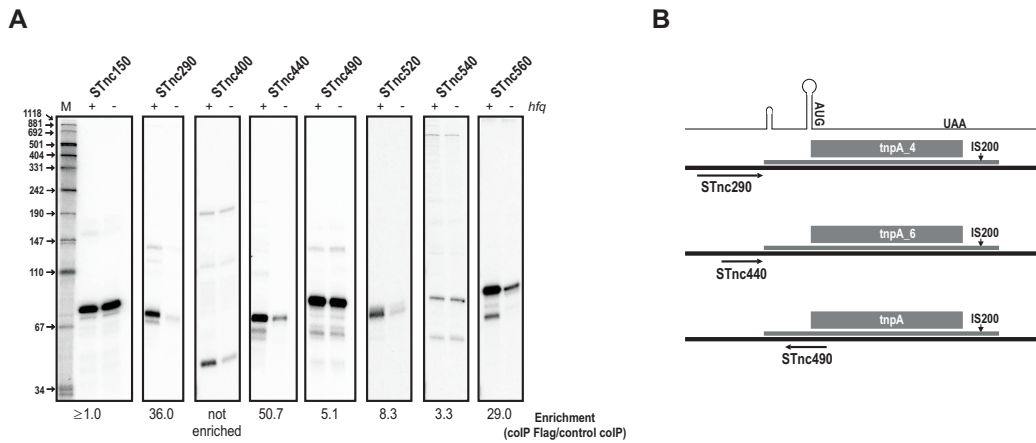 A
B
STnc150 STnc290 STnc400 STnc440 STnc490 STnc520 STnc540 STnc560
M + - + - + - + - + - + - + - + - hfq
1118
881
692
501
404
331
242
190
147
110
67
34
≥1.0 36.0 not enriched 50.7 5.1 8.3 3.3 29.0 Enrichment
(coIP Flag/control coIP)
AUG
UAA
tnpA_4
IS200
STnc290
tnpA_6
IS200
STnc440
tnpA
IS200
STnc490